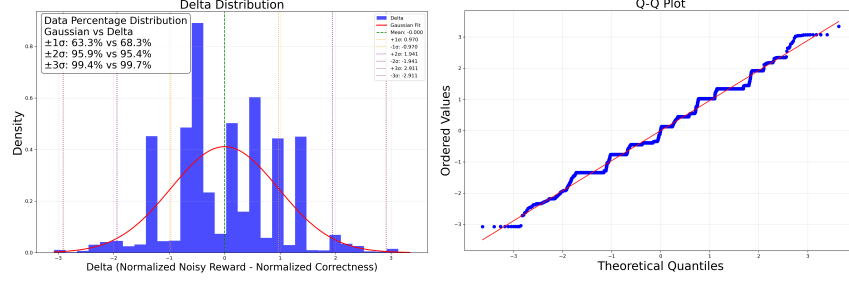 Delta Distribution
Data Percentage Distribution
Gaussian vs Delta
±1σ: 63.3% vs 68.3%
±2σ: 95.9% vs 95.4%
±3σ: 99.4% vs 99.7%
Delta
Gaussian Fit
Mean: -0.000
+1σ: 0.970
-1σ: -0.970
+2σ: 1.941
-2σ: -1.941
+3σ: 2.911
-3σ: -2.911
Density
0.8
0.6
0.4
0.2
0.0
−3 −2 −1 0 1 2 3
Delta (Normalized Noisy Reward - Normalized Correctness)
Q-Q Plot
Ordered Values
3
2
1
0
−1
−2
−3
−3 −2 −1 0 1 2 3
Theoretical Quantiles